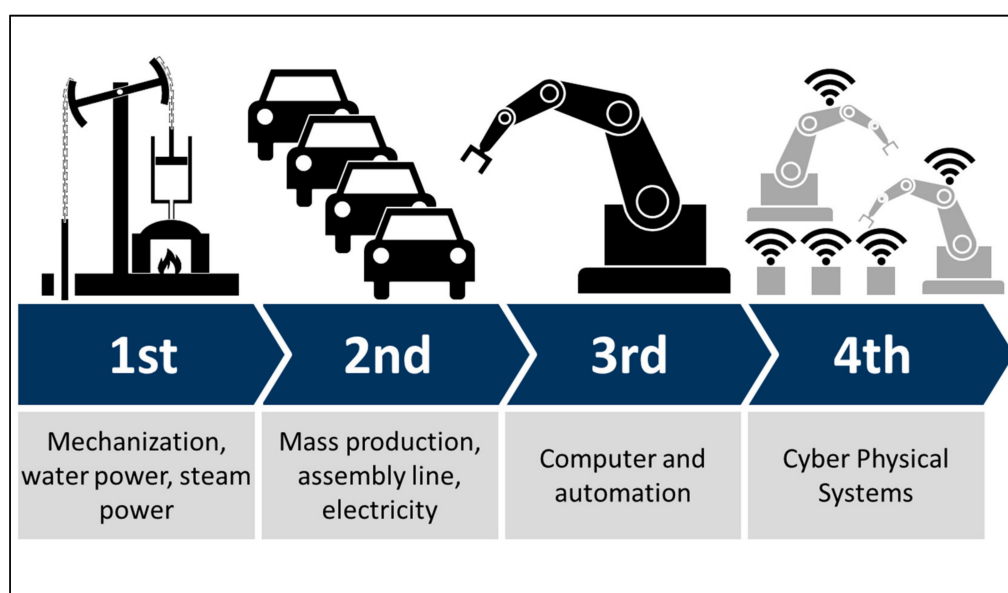 1st
2nd
3rd
4th
Mechanization,
water power, steam
power
Mass production,
assembly line,
electricity
Computer and
automation
Cyber Physical
Systems